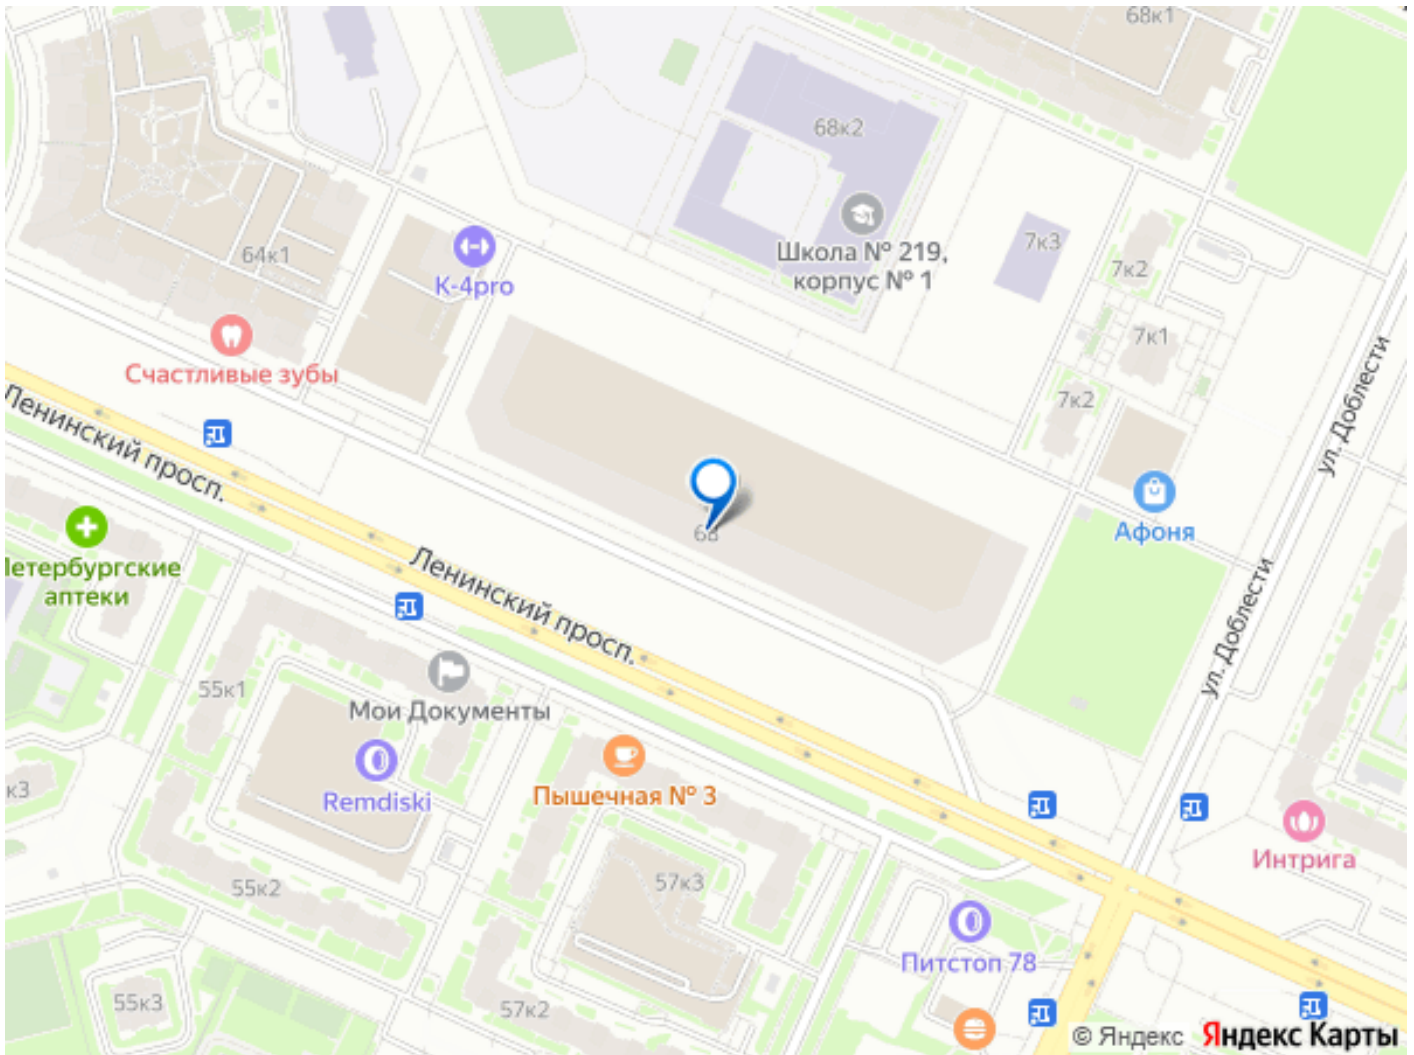 68к1
68к2
Школа № 219,
корпус № 1
7к3
7к2
64к1
K-4pro
7к1
Счастливые зубы
7к2
ул. Доблести
Ленинский просп.
Афоня
Ленинский просп.
етербургские
аптеки
ул. Доблести
55к1
Мои Документы
Remdiski
Пышечная № 3
к3
Интрига
55к2
57к3
Питстоп 78
55к3
57к2
© Яндекс Яндекс Карты